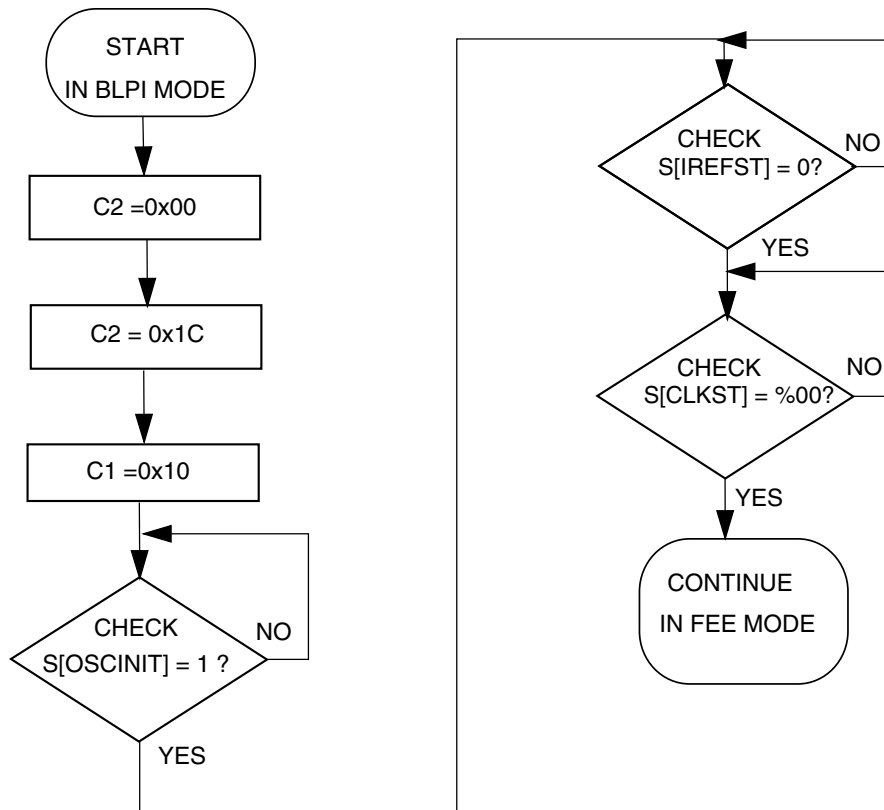 START
IN BLPI MODE
C2 =0x00
C2 = 0x1C
C1 =0x10
CHECK
S[OSCINIT] = 1 ?
NO
YES
CHECK
S[IREFST] = 0?
NO
YES
CHECK
S[CLKST] = %00?
NO
YES
CONTINUE
IN FEE MODE